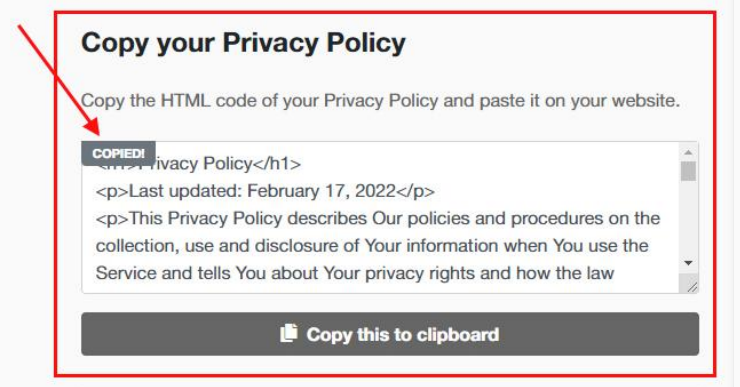 Copy your Privacy Policy
Copy the HTML code of your Privacy Policy and paste it on your website.
COPIED!
Privacy Policy</h1>
<p>Last updated: February 17, 2022</p>
<p>This Privacy Policy describes Our policies and procedures on the
collection, use and disclosure of Your information when You use the
Service and tells You about Your privacy rights and how the law
Copy this to clipboard